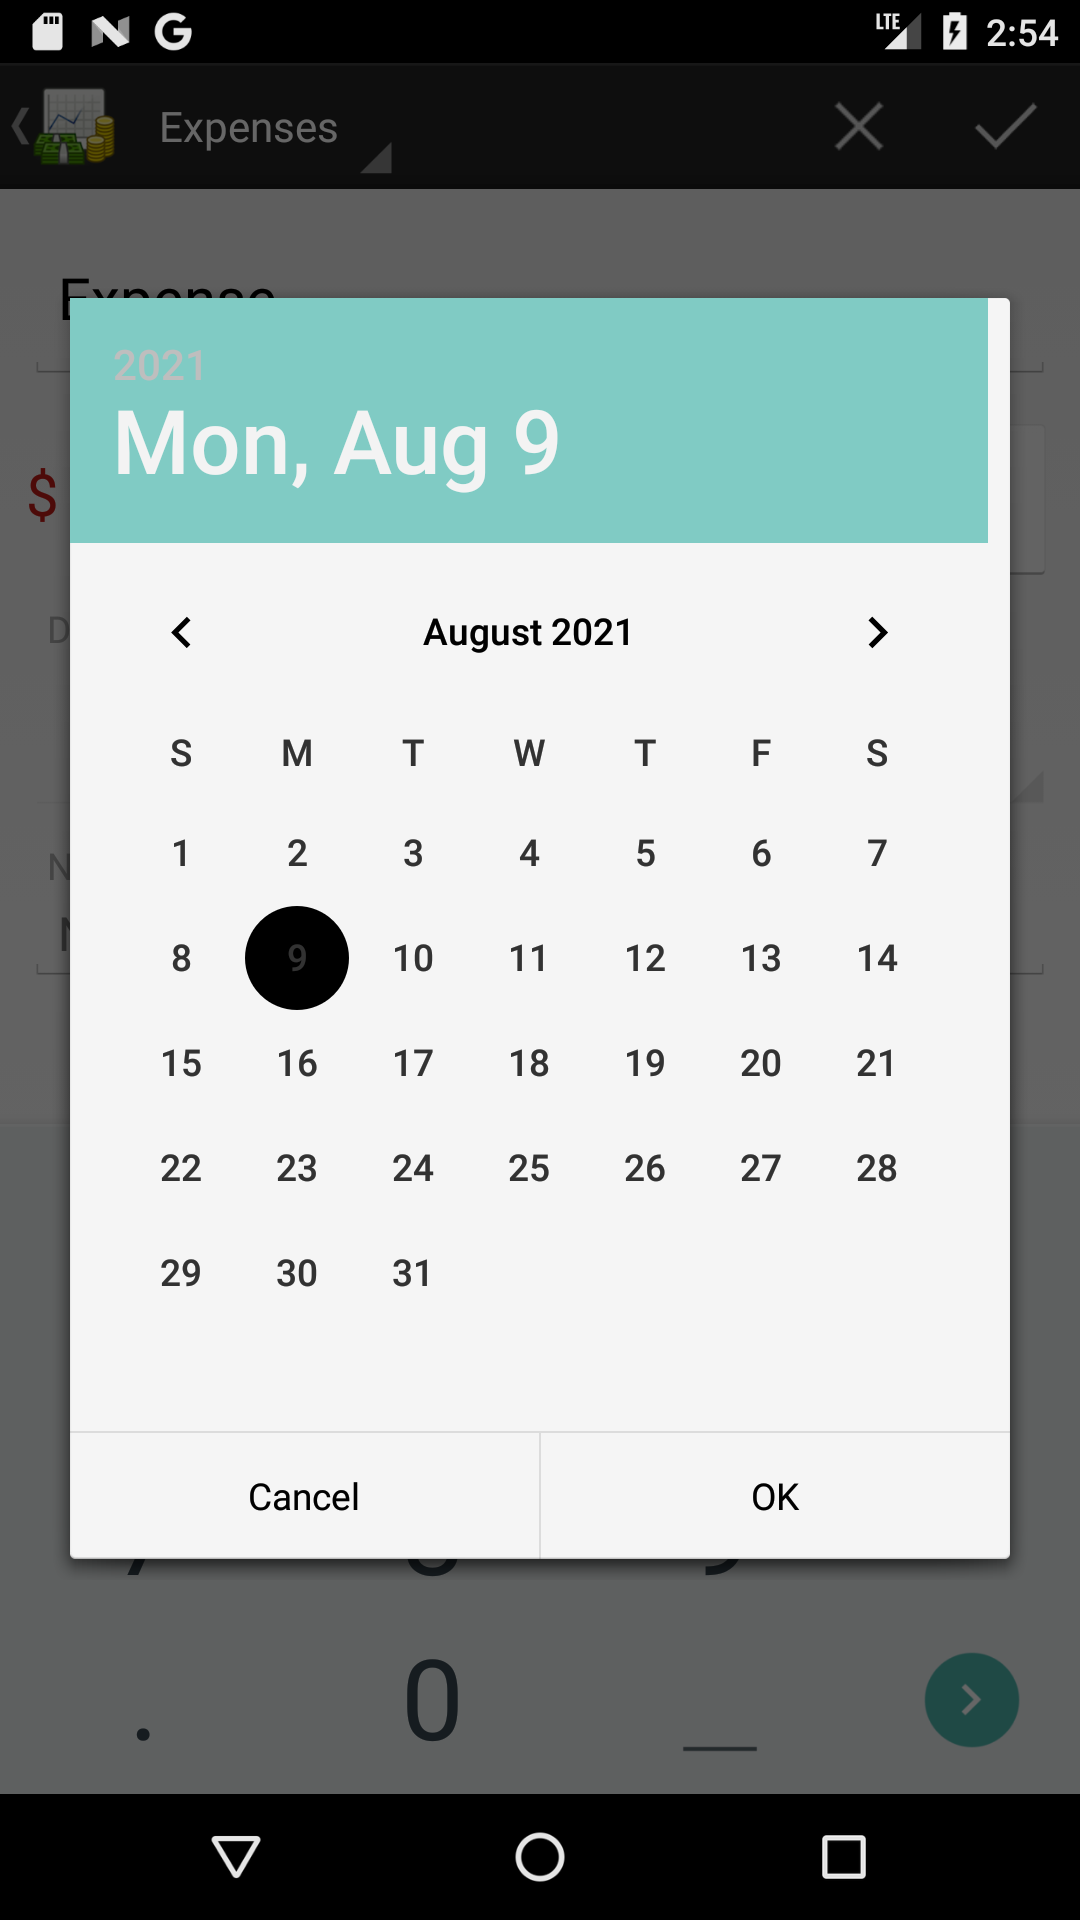 LTE 2:54
Expenses
Expense
2021
Mon, Aug 9
$
D
August 2021
S M T W T F S
1 2 3 4 5 6 7
N
8 9 10 11 12 13 14
15 16 17 18 19 20 21
22 23 24 25 26 27 28
29 30 31
Cancel OK
. 0